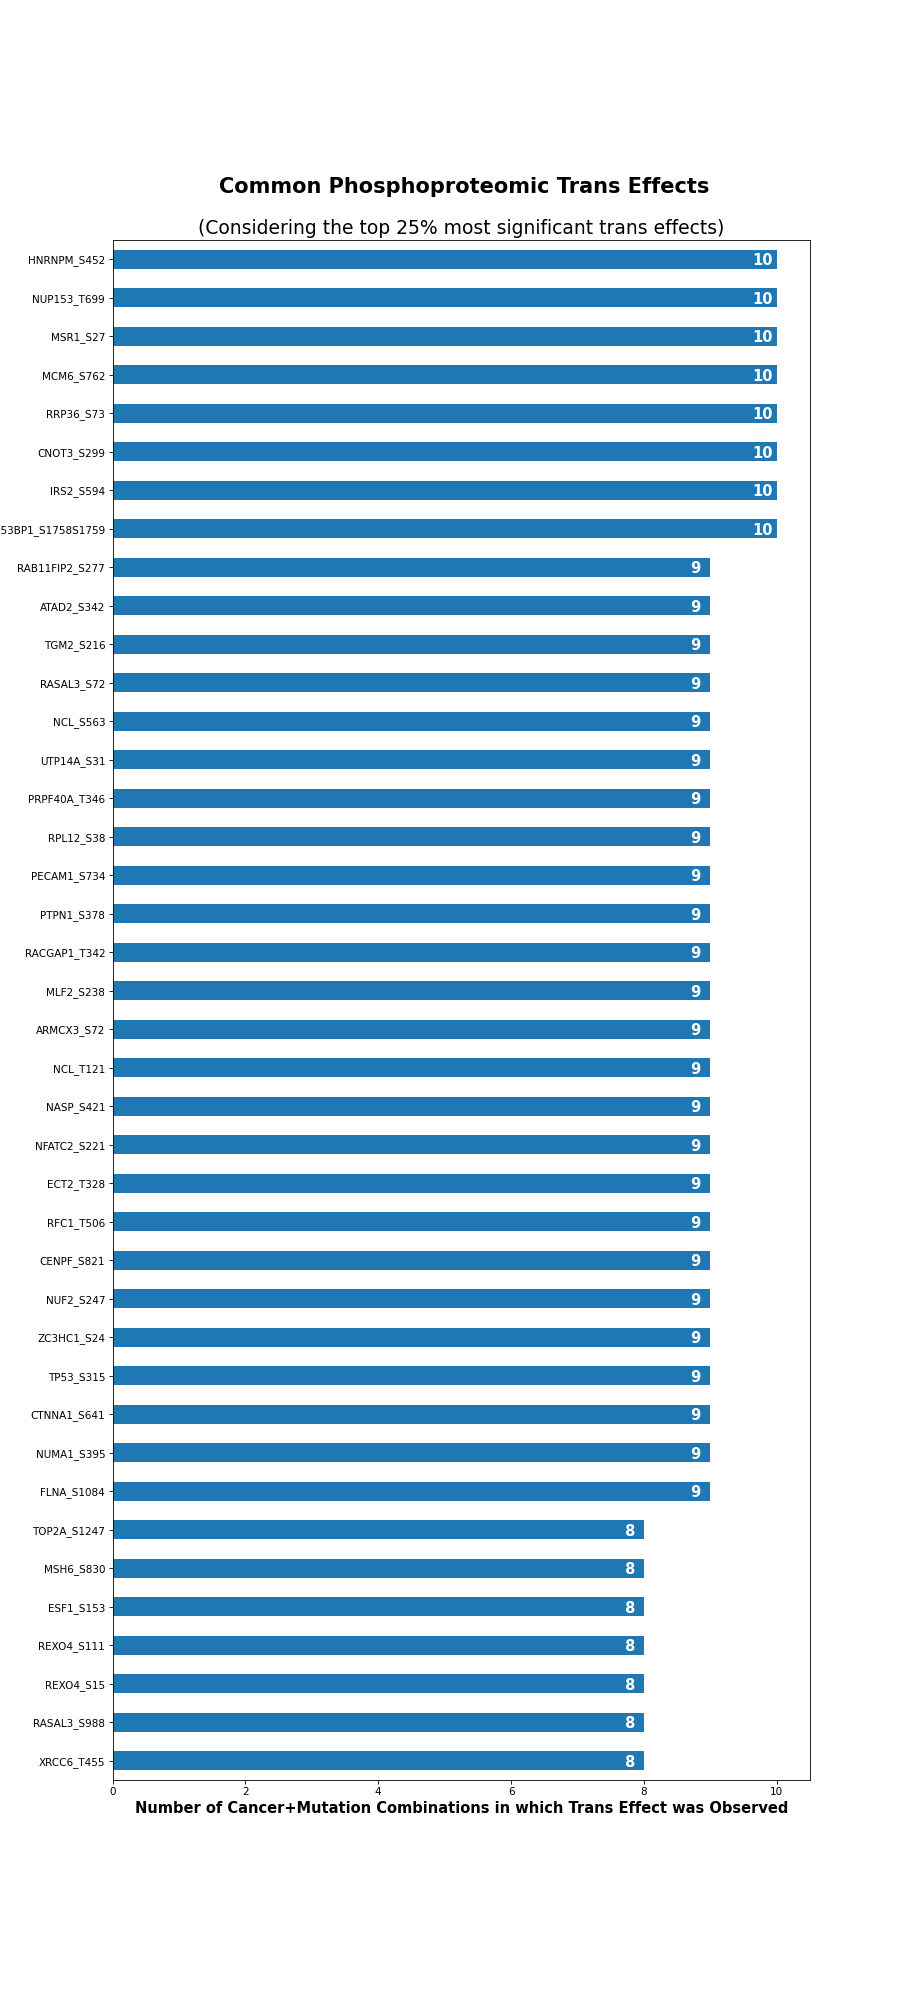 Common Phosphoproteomic Trans Effects
(Considering the top 25% most significant trans effects)
HNRNPM_S452 10
NUP153_T699 10
MSR1_S27 10
MCM6_S762 10
RRP36_S73 10
CNOT3_S299 10
IRS2_S594 10
53BP1_S1758S1759 10
RAB11FIP2_S277 9
ATAD2_S342 9
TGM2_S216 9
RASAL3_S72 9
NCL_S563 9
UTP14A_S31 9
PRPF40A_T346 9
RPL12_S38 9
PECAM1_S734 9
PTPN1_S378 9
RACGAP1_T342 9
MLF2_S238 9
ARMCX3_S72 9
NCL_T121 9
NASP_S421 9
NFATC2_S221 9
ECT2_T328 9
RFC1_T506 9
CENPF_S821 9
NUF2_S247 9
ZC3HC1_S24 9
TP53_S315 9
CTNNA1_S641 9
NUMA1_S395 9
FLNA_S1084 9
TOP2A_S1247 8
MSH6_S830 8
ESF1_S153 8
REXO4_S111 8
REXO4_S15 8
RASAL3_S988 8
XRCC6_T455 8
0 2 4 6 8 10
Number of Cancer+Mutation Combinations in which Trans Effect was Observed